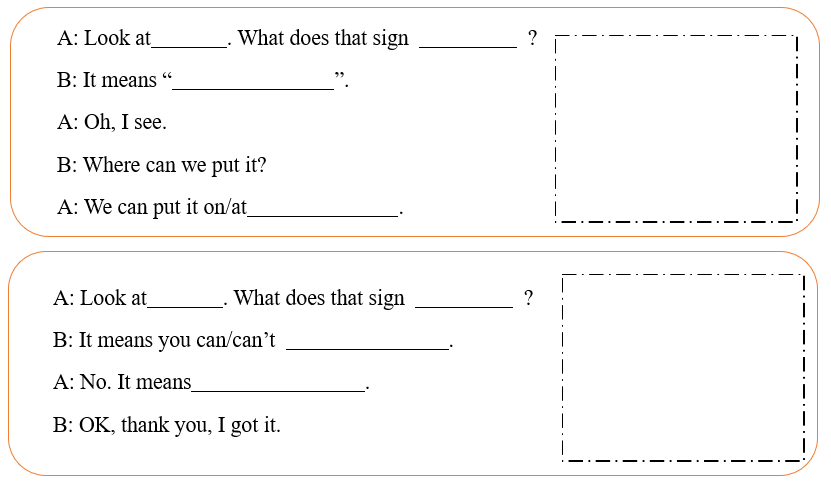 A: Look at_______. What does that sign _________ ?
B: It means “_______________”.
A: Oh, I see.
B: Where can we put it?
A: We can put it on/at______________.
A: Look at_______. What does that sign _________ ?
B: It means you can/can’t _______________.
A: No. It means________________.
B: OK, thank you, I got it.